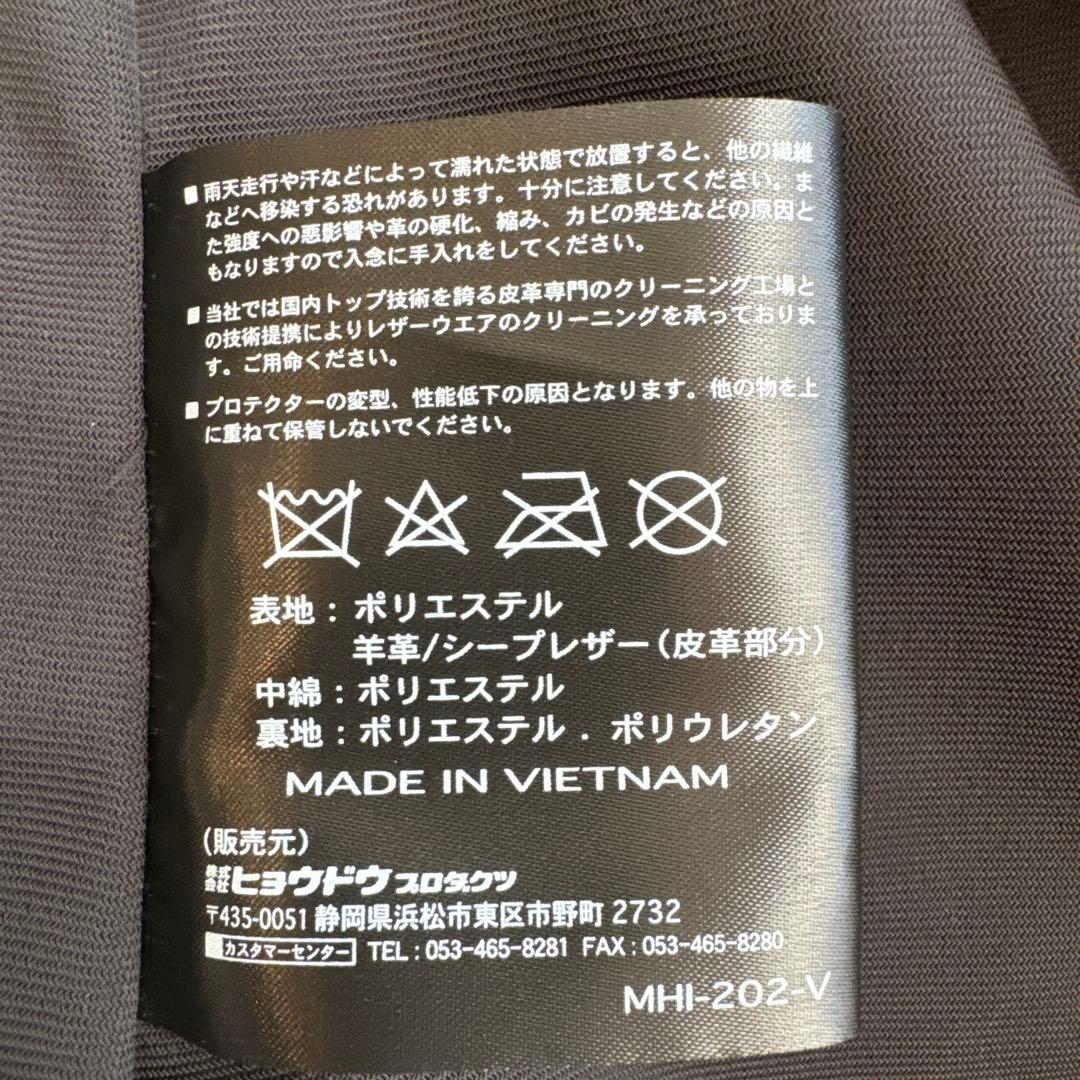 ■ 雨天走行や汗などによって濡れた状態で放置すると、他の繊維
などへ移染する恐れがあります。十分に注意してください。ま
た強度への悪影響や革の硬化、縮み、カビの発生などの原因と
もなりますので入念に手入れをしてください。
■ 当社では国内トップ技術を誇る皮革専門のクリーニング工場と
の技術提携によりレザーウエアのクリーニングを承っておりま
す。ご用命ください。
■ プロテクターの変型、性能低下の原因となります。他の物を上
に重ねて保管しないでください。
表地：ポリエステル
羊革/シープレザー（皮革部分）
中綿：ポリエステル
裏地：ポリエステル．ポリウレタン
MADE IN VIETNAM
（販売元）
株式会社ヒョウドウプロダクツ
〒435-0051 静岡県浜松市東区市野町 2732
カスタマーセンター TEL : 053-465-8281 FAX : 053-465-8280
MHI-202-V